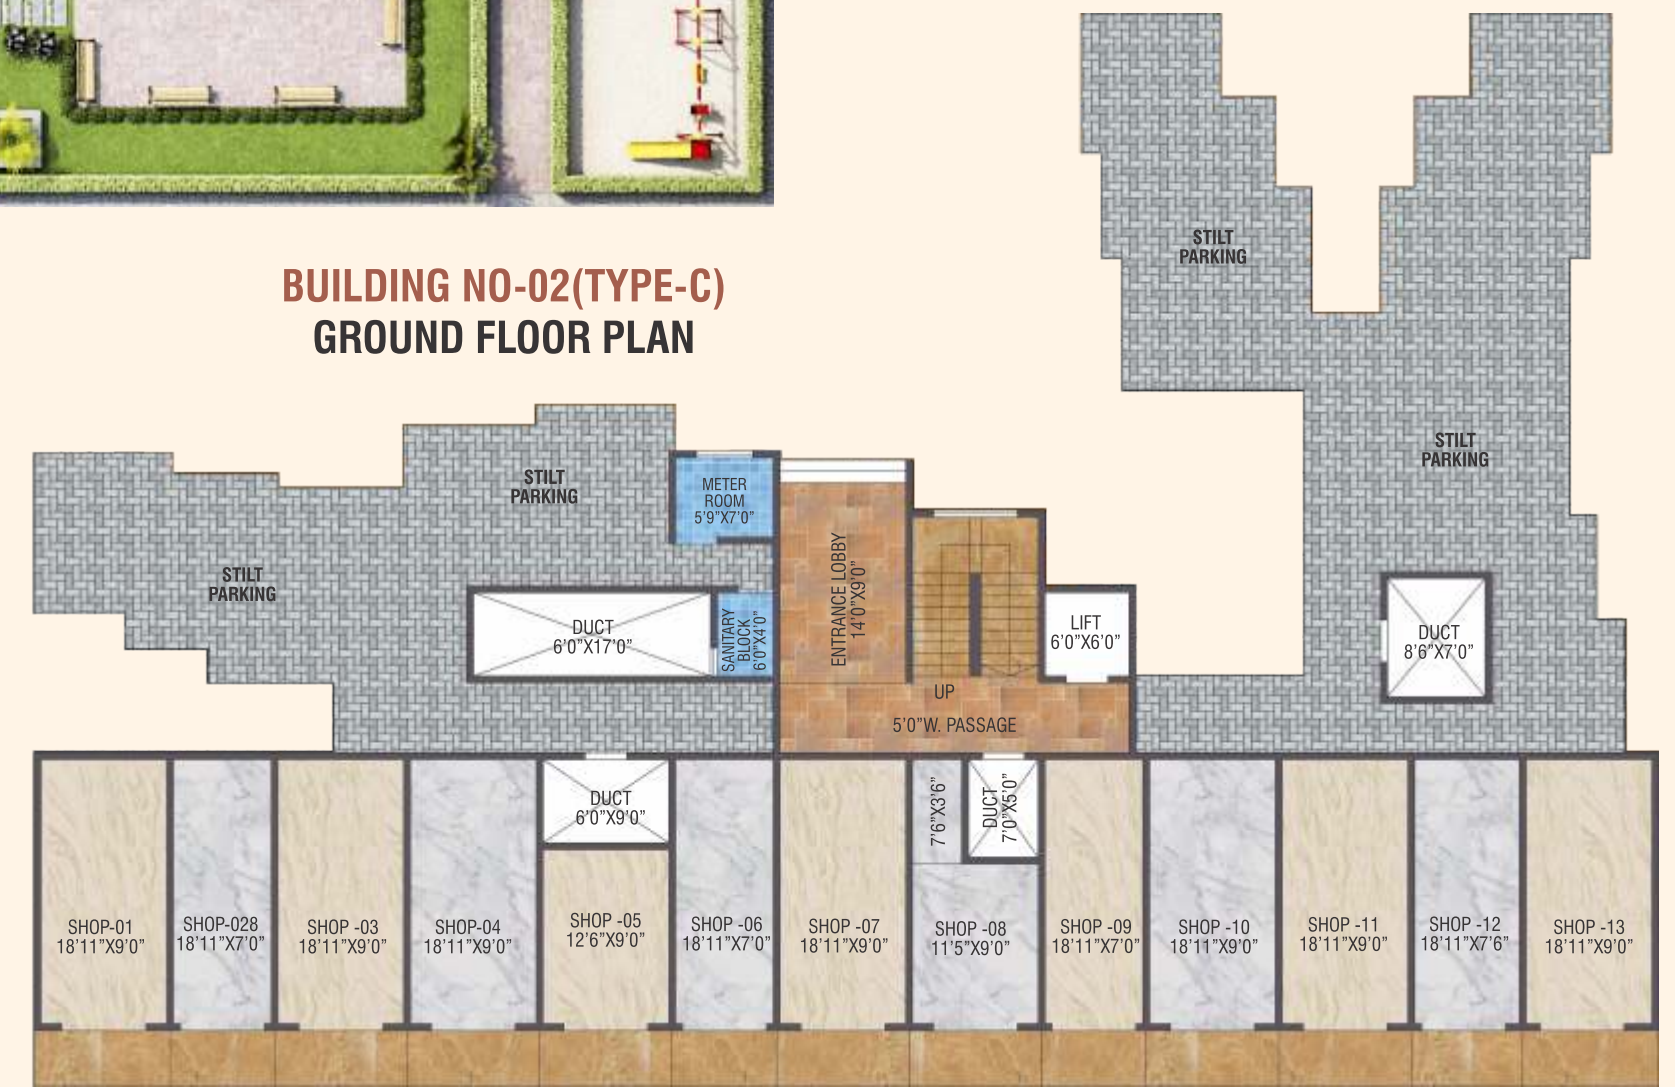 BUILDING NO-02(TYPE-C)
GROUND FLOOR PLAN
STILT
PARKING
STILT
PARKING
STILT
PARKING
STILT
PARKING
METER
ROOM
5'9"X7'0"
ENTRANCE LOBBY
14'0"X9'0"
DUCT
6'0"X17'0"
SANITARY
BLOCK
6'0"X4'0"
LIFT
6'0"X6'0"
DUCT
8'6"X7'0"
UP
5'0"W. PASSAGE
DUCT
6'0"X9'0"
7'6"X3'6"
DUCT
7'0"X5'0"
SHOP-01
18'11"X9'0"
SHOP-028
18'11"X7'0"
SHOP -03
18'11"X9'0"
SHOP-04
18'11"X9'0"
SHOP -05
12'6"X9'0"
SHOP -06
18'11"X7'0"
SHOP -07
18'11"X9'0"
SHOP -08
11'5"X9'0"
SHOP -09
18'11"X7'0"
SHOP -10
18'11"X9'0"
SHOP -11
18'11"X9'0"
SHOP -12
18'11"X7'6"
SHOP -13
18'11"X9'0"